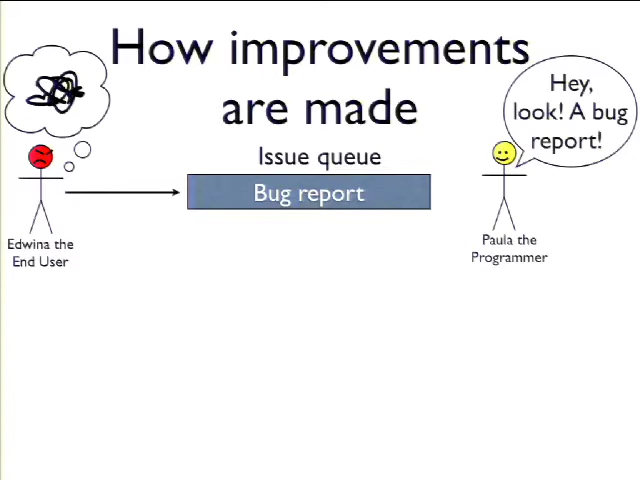 How improvements
are made
Hey,
look! A bug
report!
Issue queue
Bug report
Edwina the
End User
Paula the
Programmer